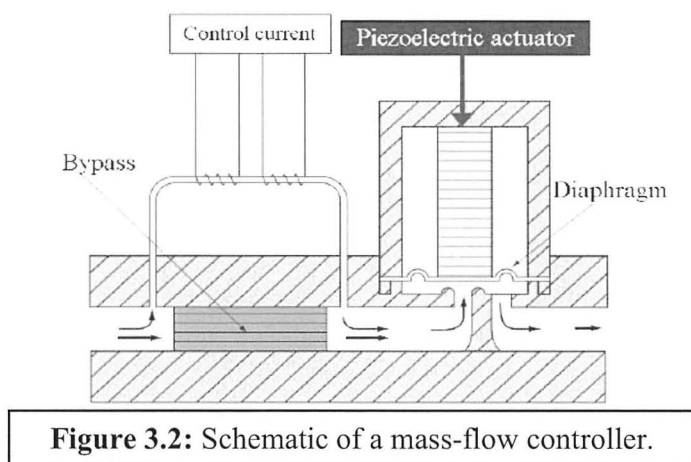 Control current
Piezoelectric actuator
Bypass
Diaphragm
Figure 3.2: Schematic of a mass-flow controller.